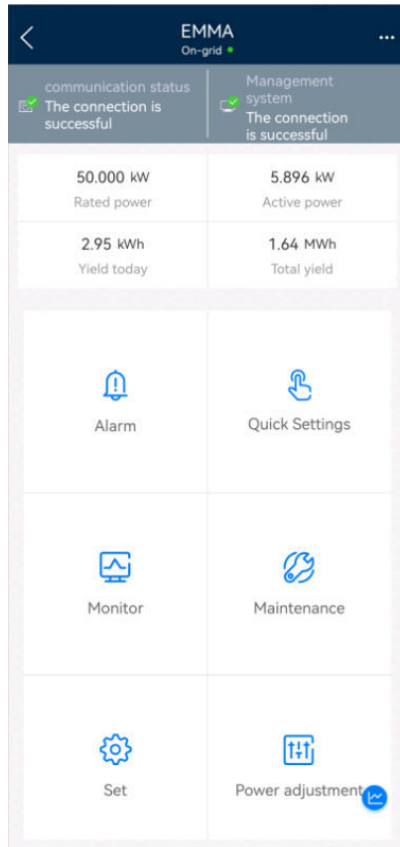 EMMA
On-grid
communication status
The connection is
successful
Management
system
The connection
is successful
50.000 kW
Rated power
5.896 kW
Active power
2.95 kWh
Yield today
1.64 MWh
Total yield
Alarm
Quick Settings
Monitor
Maintenance
Set
Power adjustment